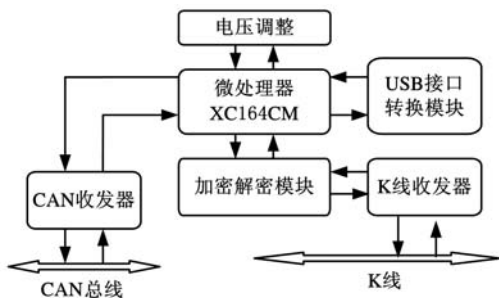 电压调整
微处理器
XC164CM
USB接口
转换模块
CAN收发器
加密解密模块
K线收发器
CAN总线
K线